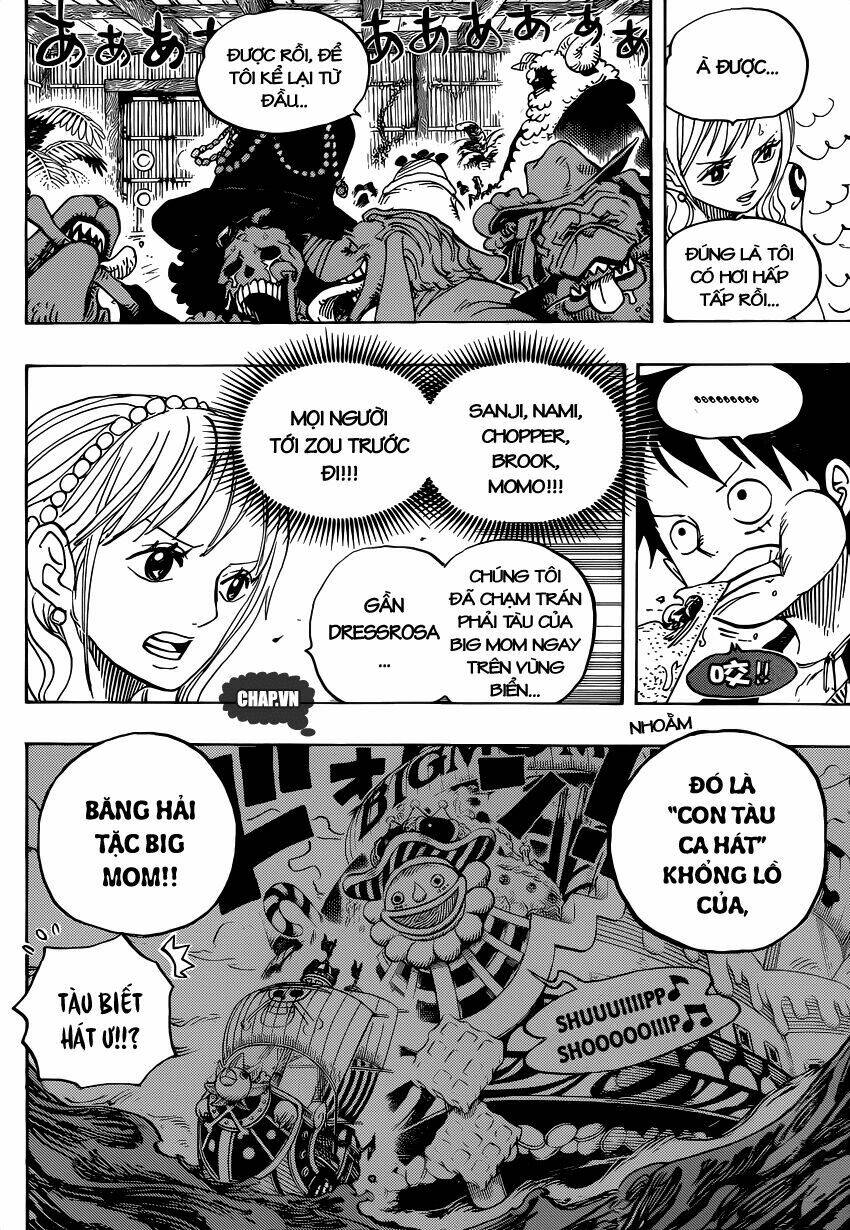 À ĐƯỢC...
ĐÚNG LÀ TÔI
CÓ HƠI HẤP
TẤP RỒI...
ĐƯỢC RỒI, ĐỂ
TÔI KỂ LẠI TỪ
ĐẦU..
ああああ
ああああああ
..........
咬!!
NHOẰM
SANJI, NAMI,
CHOPPER,
BROOK,
MOMO!!!
MỌI NGƯỜI
TỚI ZOU TRƯỚC
ĐI!!!
CHÚNG TÔI
ĐÃ CHẠM TRÁN
PHẢI TÀU CỦA
BIG MOM NGAY
TRÊN VÙNG
BIỂN...
GẦN
DRESSROSA
...
CHAP.VN
BIGMOM
ĐÓ LÀ
"CON TÀU
CA HÁT"
KHỔNG LỒ
CỦA,
BĂNG HẢI
TẶC BIG
MOM!!
TÀU BIẾT
HÁT Ư!!?
SHUUUIIIIPP♪
SHOOOOOIIIP♫